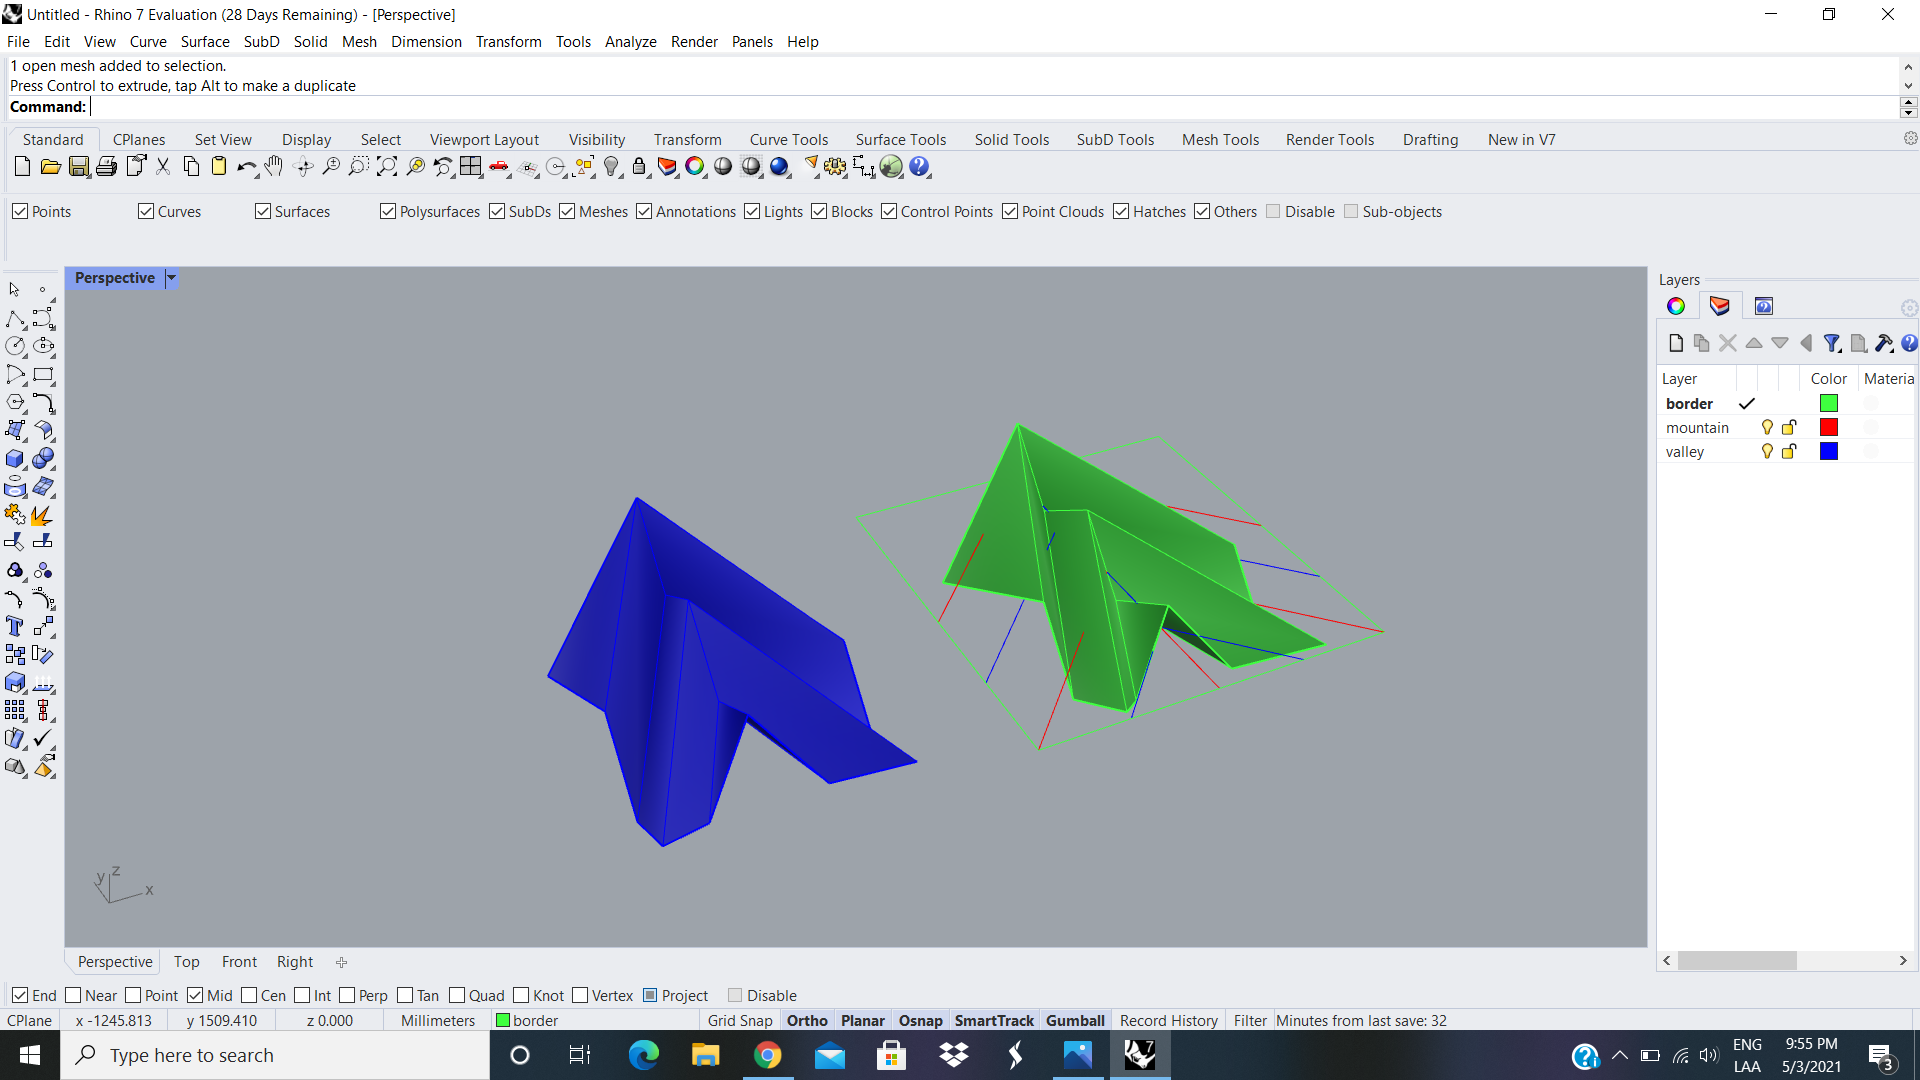 Untitled - Rhino 7 Evaluation (28 Days Remaining) - [Perspective]
File Edit View Curve Surface SubD Solid Mesh Dimension Transform Tools Analyze Render Panels Help
1 open mesh added to selection.
Press Control to extrude, tap Alt to make a duplicate
Command:
Standard CPlanes Set View Display Select Viewport Layout Visibility Transform Curve Tools Surface Tools Solid Tools SubD Tools Mesh Tools Render Tools Drafting New in V7
Points Curves Surfaces Polysurfaces SubDs Meshes Annotations Lights Blocks Control Points Point Clouds Hatches Others Disable Sub-objects
Perspective
Layers
Layer Color Materia
border
mountain
valley
z
y
x
Perspective Top Front Right
End Near Point Mid Cen Int Perp Tan Quad Knot Vertex Project Disable
CPlane x -1245.813 y 1509.410 z 0.000 Millimeters border Grid Snap Ortho Planar Osnap SmartTrack Gumball Record History Filter Minutes from last save: 32
Type here to search
7
ENG
LAA
9:55 PM
5/3/2021
3